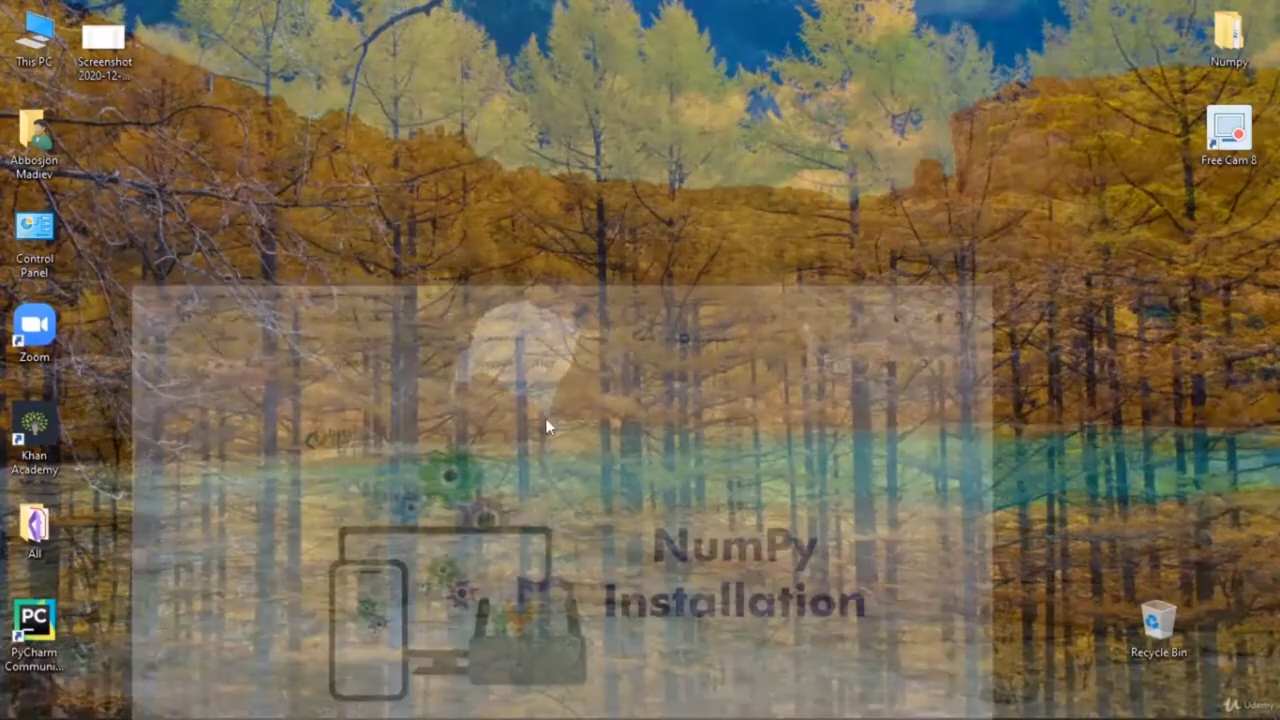 This PC
Screenshot
2020-12-...
Numpy
Abbosjon
Madiev
Free Cam 8
Control
Panel
Zoom
Khan
Academy
NumPy
Installation
All
PC
PyCharm
Communi...
Recycle Bin
Udemy